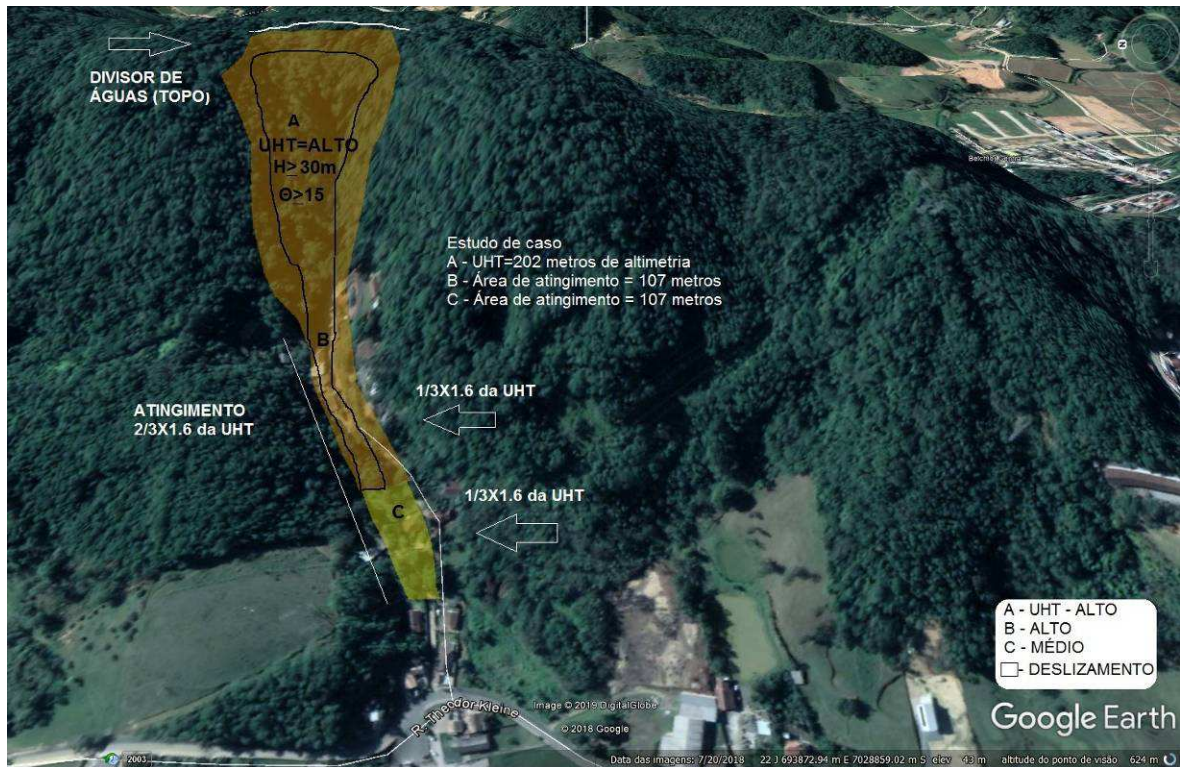 DIVISOR DE
ÁGUAS (TOPO)
A
UHT=ALTO
H≥30m
Θ≥15
Estudo de caso
A - UHT=202 metros de altimetria
B - Área de atingimento = 107 metros
C - Área de atingimento = 107 metros
B
1/3X1.6 da UHT
ATINGIMENTO
2/3X1.6 da UHT
1/3X1.6 da UHT
C
A - UHT - ALTO
B - ALTO
C - MÉDIO
- DESLIZAMENTO
R. Theodor Kleine
Image © 2019 DigitalGlobe
© 2018 Google
Google Earth
2003
Data das imagens: 7/20/2018 22 J 693872.94 m E 7028859.02 m S elev 43 m altitude do ponto de visão 624 m